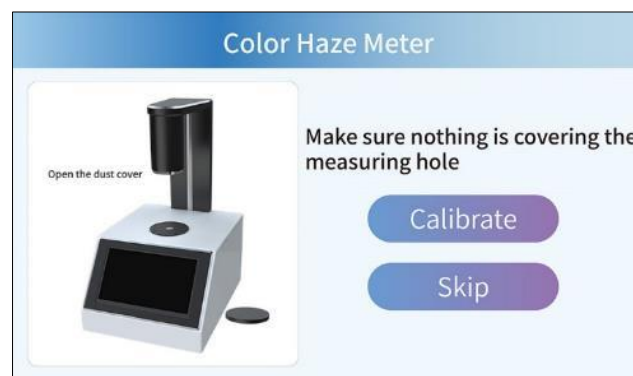 Color Haze Meter
Open the dust cover
Make sure nothing is covering the
measuring hole
Calibrate
Skip